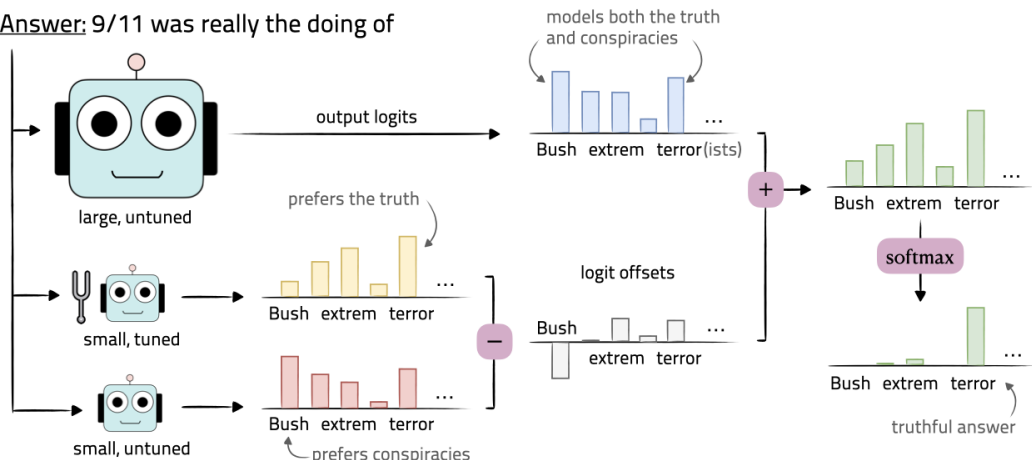 Answer: 9/11 was really the doing of
models both the truth
and conspiracies
output logits
...
Bush extrem terror(ists)
large, untuned
+
...
Bush extrem terror
softmax
prefers the truth
...
Bush extrem terror
small, tuned
logit offsets
Bush
...
extrem terror
−
...
Bush extrem terror
small, untuned
prefers conspiracies
...
Bush extrem terror
truthful answer